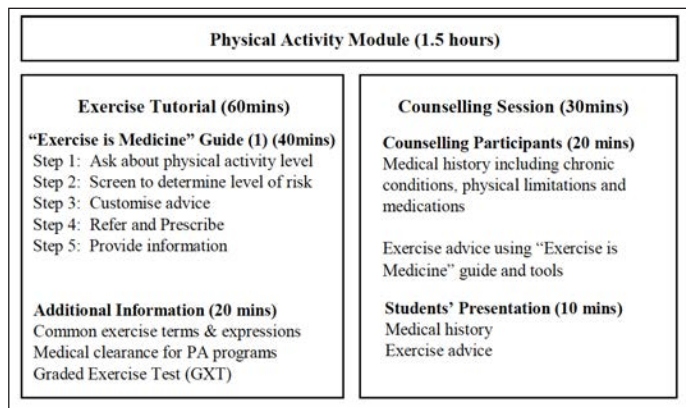 Physical Activity Module (1.5 hours)
Exercise Tutorial (60mins)
“Exercise is Medicine” Guide (1) (40mins)
Step 1: Ask about physical activity level
Step 2: Screen to determine level of risk
Step 3: Customise advice
Step 4: Refer and Prescribe
Step 5: Provide information
Additional Information (20 mins)
Common exercise terms & expressions
Medical clearance for PA programs
Graded Exercise Test (GXT)
Counselling Session (30mins)
Counselling Participants (20 mins)
Medical history including chronic
conditions, physical limitations and
medications
Exercise advice using “Exercise is
Medicine” guide and tools
Students’ Presentation (10 mins)
Medical history
Exercise advice